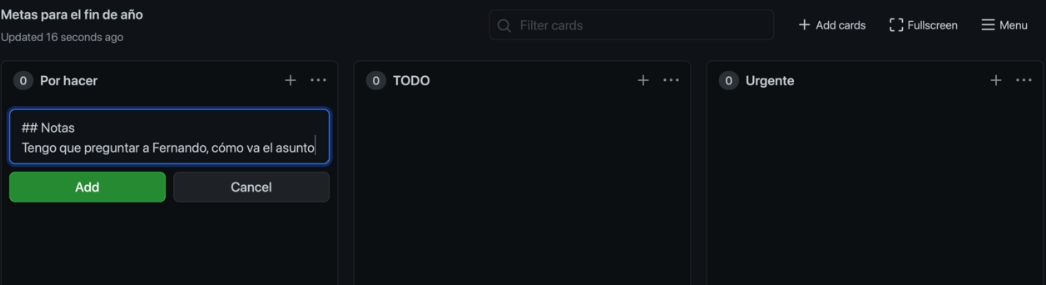 Metas para el fin de año
Updated 16 seconds ago
Filter cards
Add cards
Fullscreen
Menu
0 Por hacer
## Notas
Tengo que preguntar a Fernando, cómo va el asunto
Add
Cancel
0 TODO
0 Urgente